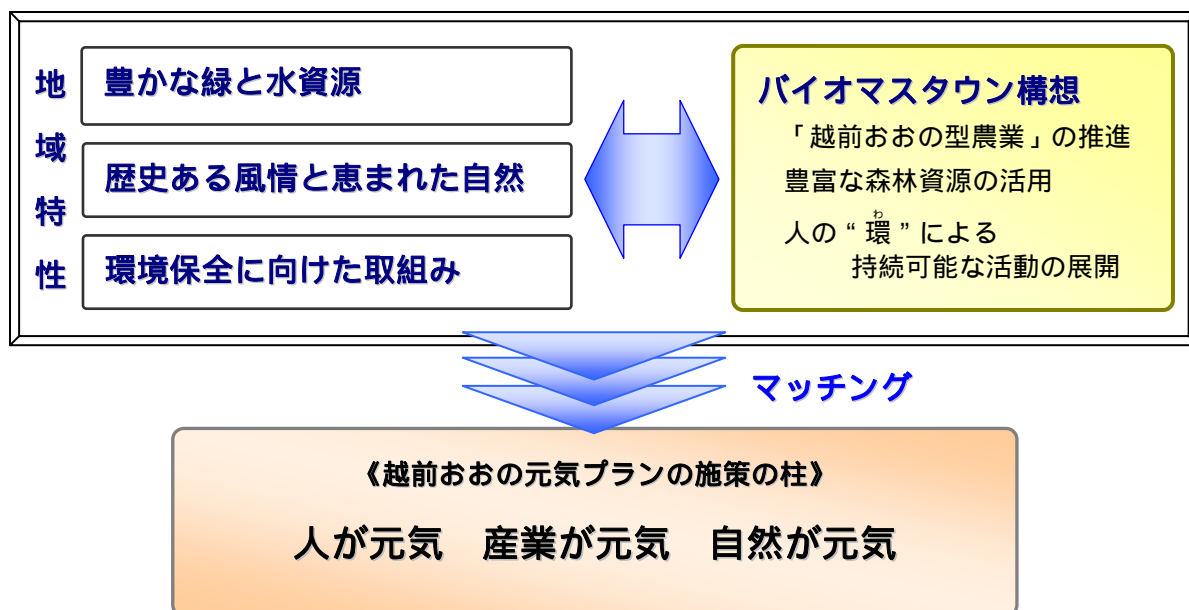 地域特性
豊かな緑と水資源
歴史ある風情と恵まれた自然
環境保全に向けた取組み
バイオマスタウン構想
「越前おおの型農業」の推進
豊富な森林資源の活用
わ
人の“環”による
持続可能な活動の展開
マッチング
《越前おおの元気プランの施策の柱》
人が元気　産業が元気　自然が元気